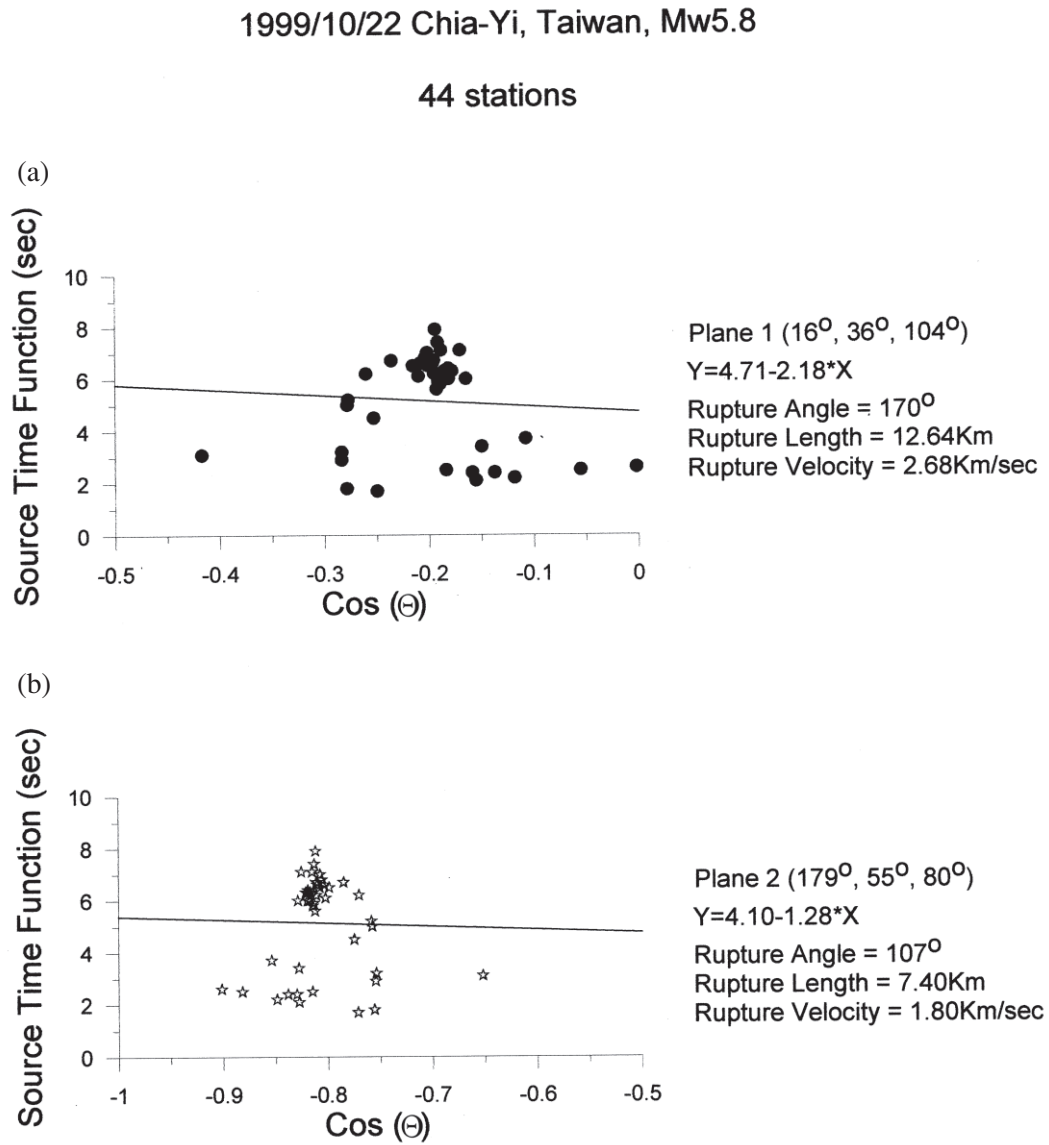 1999/10/22 Chia-Yi, Taiwan, Mw5.8
44 stations
(a)
Source Time Function (sec)
10
8
6
4
2
0
-0.5
-0.4
-0.3
-0.2
-0.1
0
Cos (Θ)
Plane 1 (16°, 36°, 104°)
Y=4.71-2.18*X
Rupture Angle = 170°
Rupture Length = 12.64Km
Rupture Velocity = 2.68Km/sec
(b)
Source Time Function (sec)
10
8
6
4
2
0
-1
-0.9
-0.8
-0.7
-0.6
-0.5
Cos (Θ)
Plane 2 (179°, 55°, 80°)
Y=4.10-1.28*X
Rupture Angle = 107°
Rupture Length = 7.40Km
Rupture Velocity = 1.80Km/sec